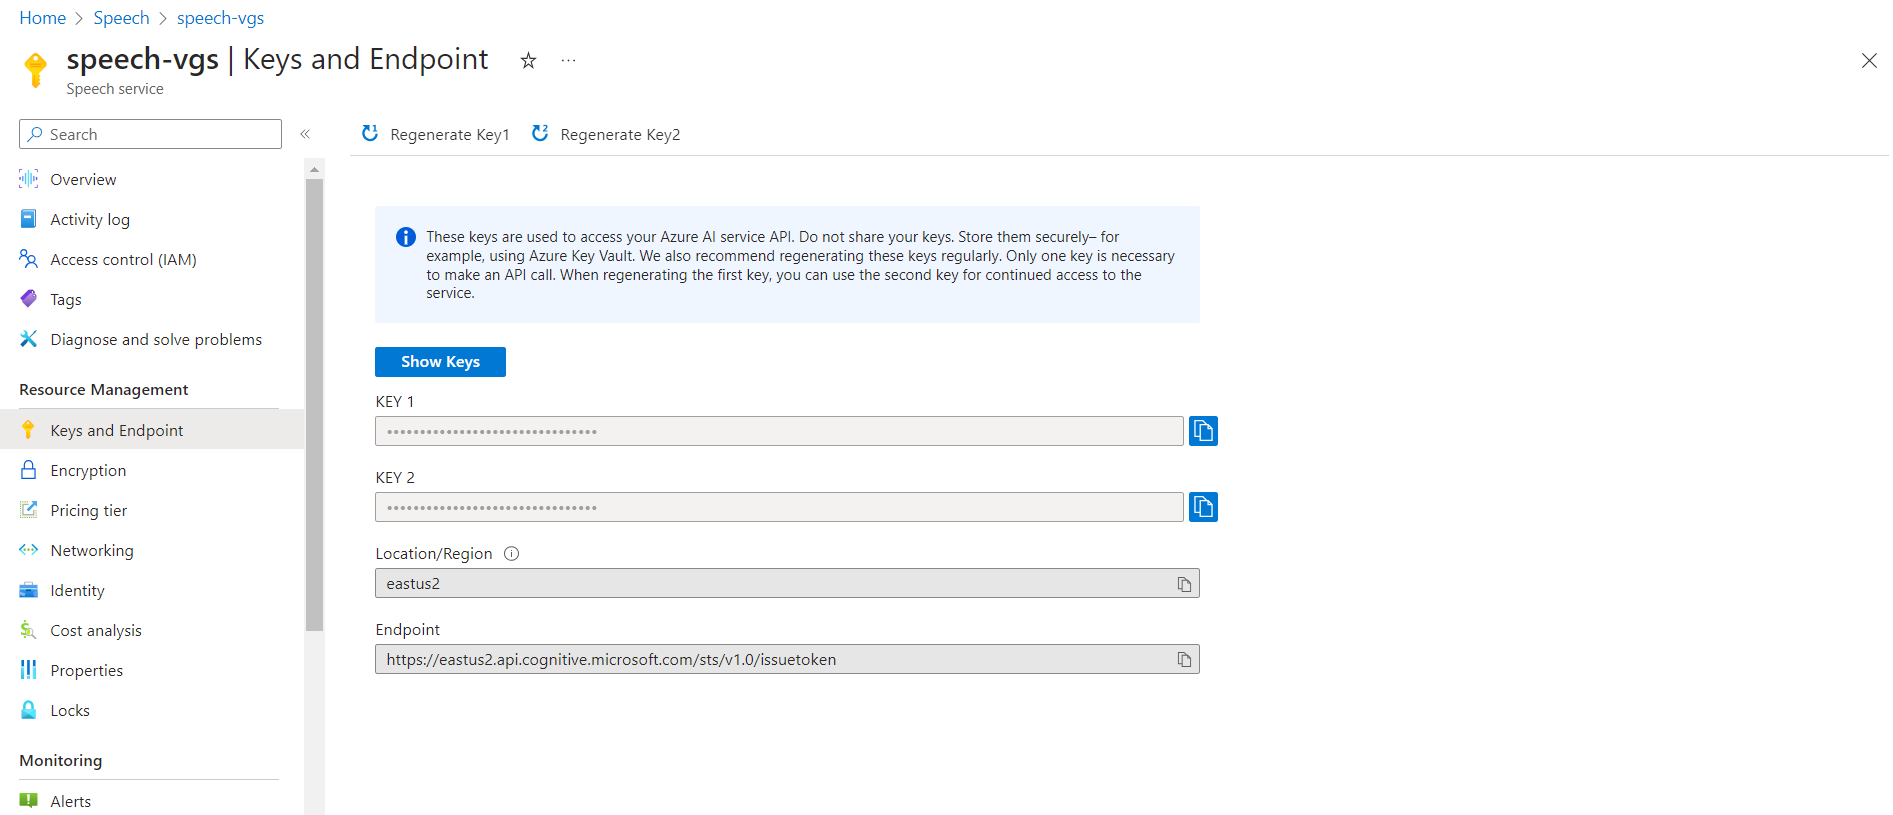 Home > Speech > speech-vgs
speech-vgs | Keys and Endpoint
Speech service
Search
Overview
Activity log
Access control (IAM)
Tags
Diagnose and solve problems
Resource Management
Keys and Endpoint
Encryption
Pricing tier
Networking
Identity
Cost analysis
Properties
Locks
Monitoring
Alerts
Regenerate Key1
Regenerate Key2
These keys are used to access your Azure AI service API. Do not share your keys. Store them securely– for
example, using Azure Key Vault. We also recommend regenerating these keys regularly. Only one key is necessary
to make an API call. When regenerating the first key, you can use the second key for continued access to the
service.
Show Keys
KEY 1
KEY 2
Location/Region
eastus2
Endpoint
https://eastus2.api.cognitive.microsoft.com/sts/v1.0/issuetoken